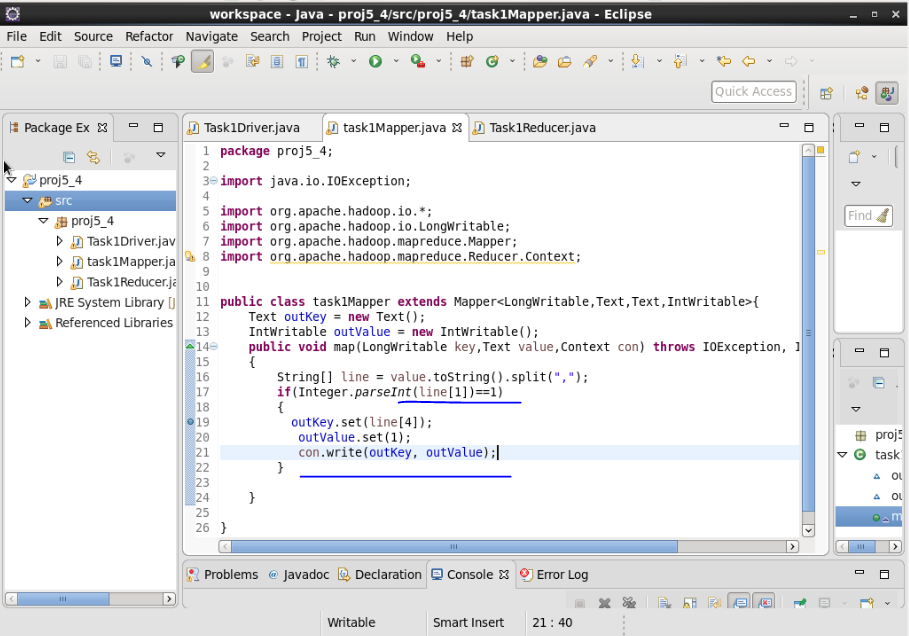 workspace - Java - proj5_4/src/proj5_4/task1Mapper.java - Eclipse
File Edit Source Refactor Navigate Search Project Run Window Help
Quick Access
Package Ex
Task1Driver.java task1Mapper.java Task1Reducer.java
proj5_4
src
proj5_4
Task1Driver.jav
task1Mapper.ja
Task1Reducer.ja
JRE System Library [
Referenced Libraries
1 package proj5_4;
2
3 import java.io.IOException;
4
5 import org.apache.hadoop.io.*;
6 import org.apache.hadoop.io.LongWritable;
7 import org.apache.hadoop.mapreduce.Mapper;
8 import org.apache.hadoop.mapreduce.Reducer.Context;
9
10
11 public class task1Mapper extends Mapper<LongWritable,Text,Text,IntWritable>{
12 Text outKey = new Text();
13 IntWritable outValue = new IntWritable();
14 public void map(LongWritable key,Text value,Context con) throws IOException, I
15 {
16 String[] line = value.toString().split(",");
17 if(Integer.parseInt(line[1])==1)
18 {
19 outKey.set(line[4]);
20 outValue.set(1);
21 con.write(outKey, outValue);
22 }
23
24 }
25
26 }
Find
proj5
task
ou
ou
m
Problems Javadoc Declaration Console Error Log
Writable Smart Insert 21 : 40